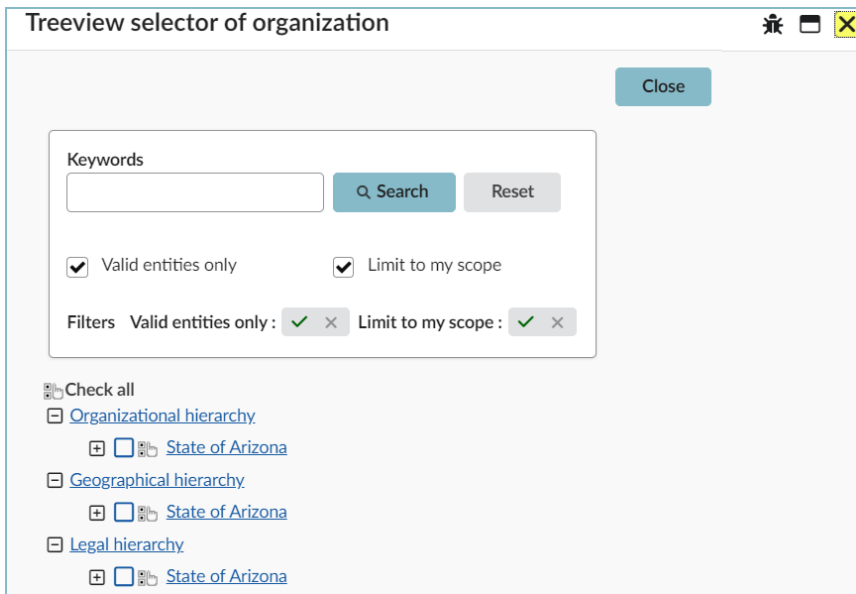 Treeview selector of organization
Close
Keywords
Search Reset
Valid entities only Limit to my scope
Filters Valid entities only : Limit to my scope :
Check all
Organizational hierarchy
State of Arizona
Geographical hierarchy
State of Arizona
Legal hierarchy
State of Arizona